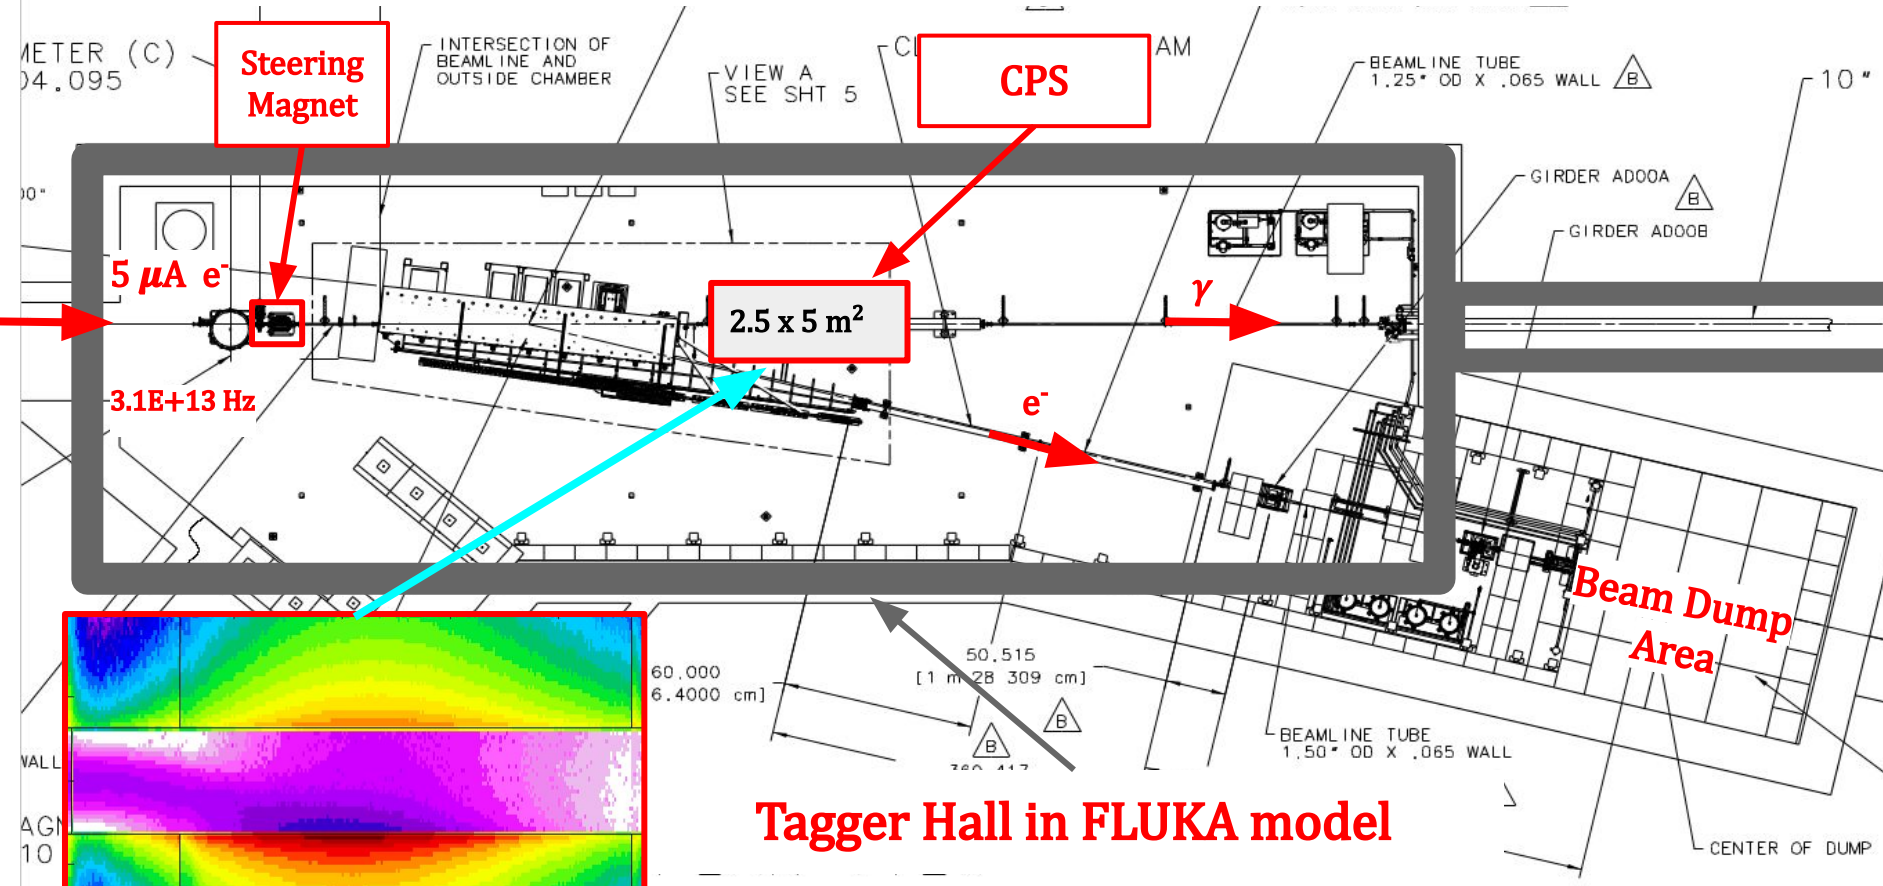 METER (C)
04.095
Steering
Magnet
INTERSECTION OF
BEAMLINE AND
OUTSIDE CHAMBER
VIEW A
SEE SHT 5
CPS
AM
BEAMLINE TUBE
1.25" OD X .065 WALL B
10"
GIRDER AD00A
B
GIRDER AD00B
5 μA e-
2.5 x 5 m²
γ
3.1E+13 Hz
e-
Beam Dump
Area
60.000
6.4000 cm]
50.515
[1 m 28 309 cm]
B
B
BEAMLINE TUBE
1.50" OD X .065 WALL
WALL
Tagger Hall in FLUKA model
10
CENTER OF DUMP